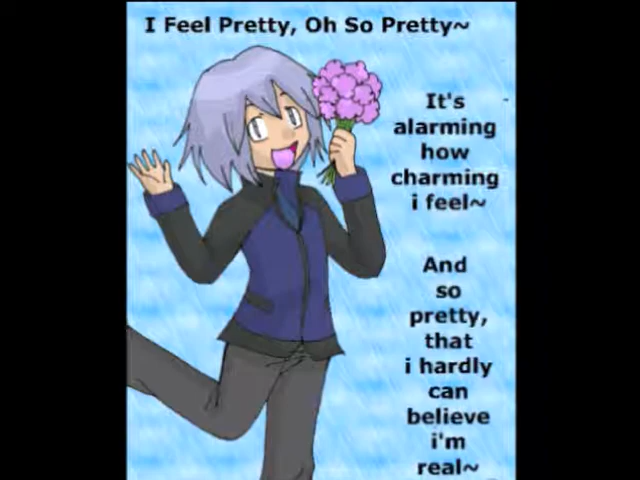 I Feel Pretty, Oh So Pretty~
It's
alarming
how
charming
i feel~
And
so
pretty,
that
i hardly
can
believe
i'm
real~